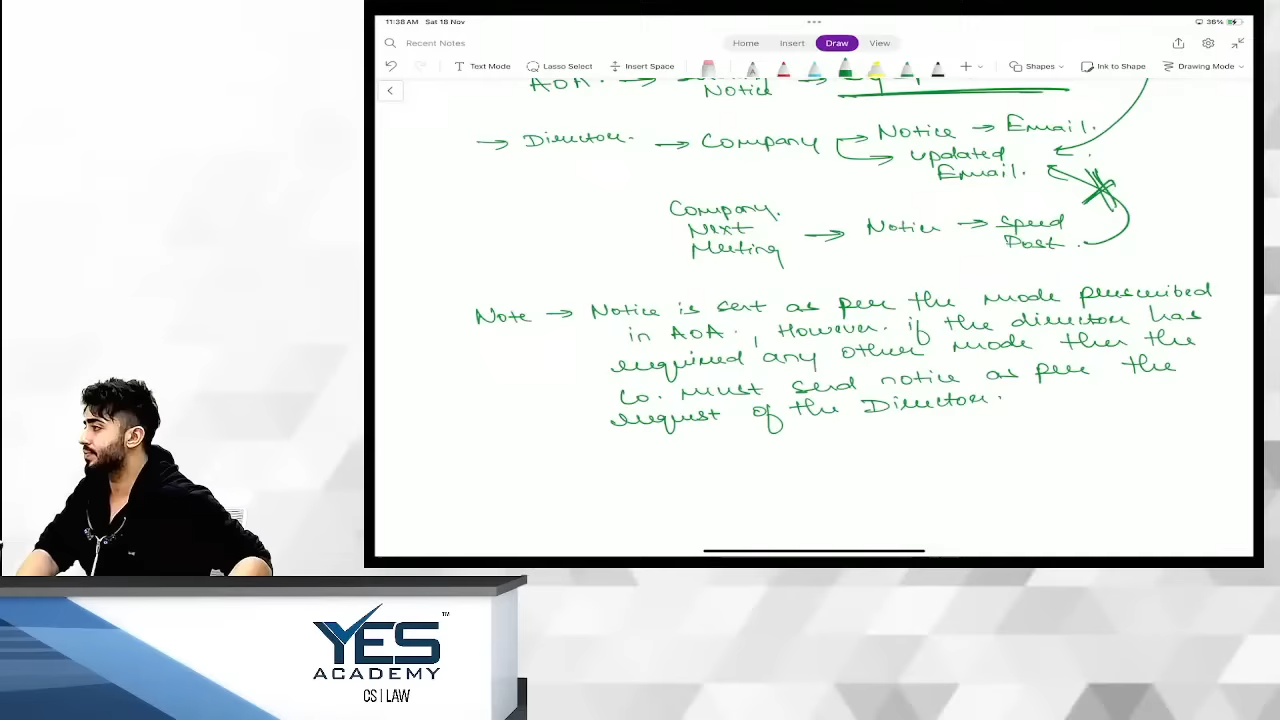 11:38 AM Sat 18 Nov
36%
Recent Notes
Home Insert Draw View
Text Mode Lasso Select Insert Space Shapes Ink to Shape Drawing Mode
AOA. → → 
Notice
→ Director. → Company → Notice → Email.
→ updated
Email.
Company.
Next → Notice → Speed
Meeting Post.
Note → Notice is sent as per the mode prescribed
in AOA, However. if the director has
required any other mode then the
Co. must send notice as per the
request of the Director.
YES™
ACADEMY
CS | LAW